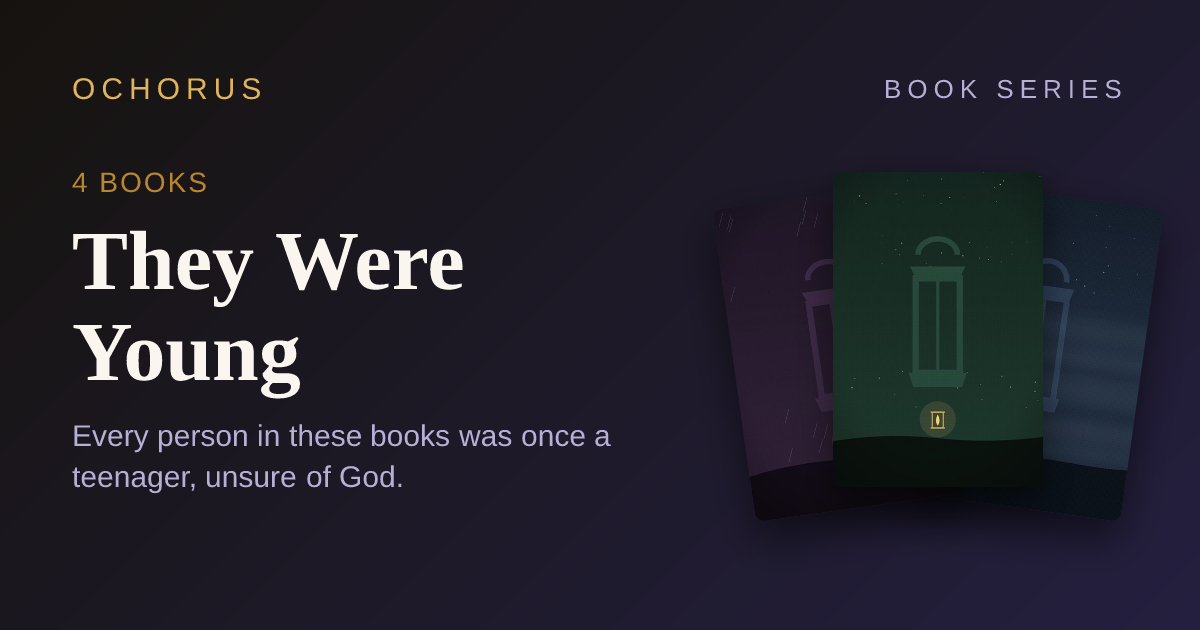 OCHORUS
BOOK SERIES
4 BOOKS
They Were
Young
Every person in these books was once a
teenager, unsure of God.